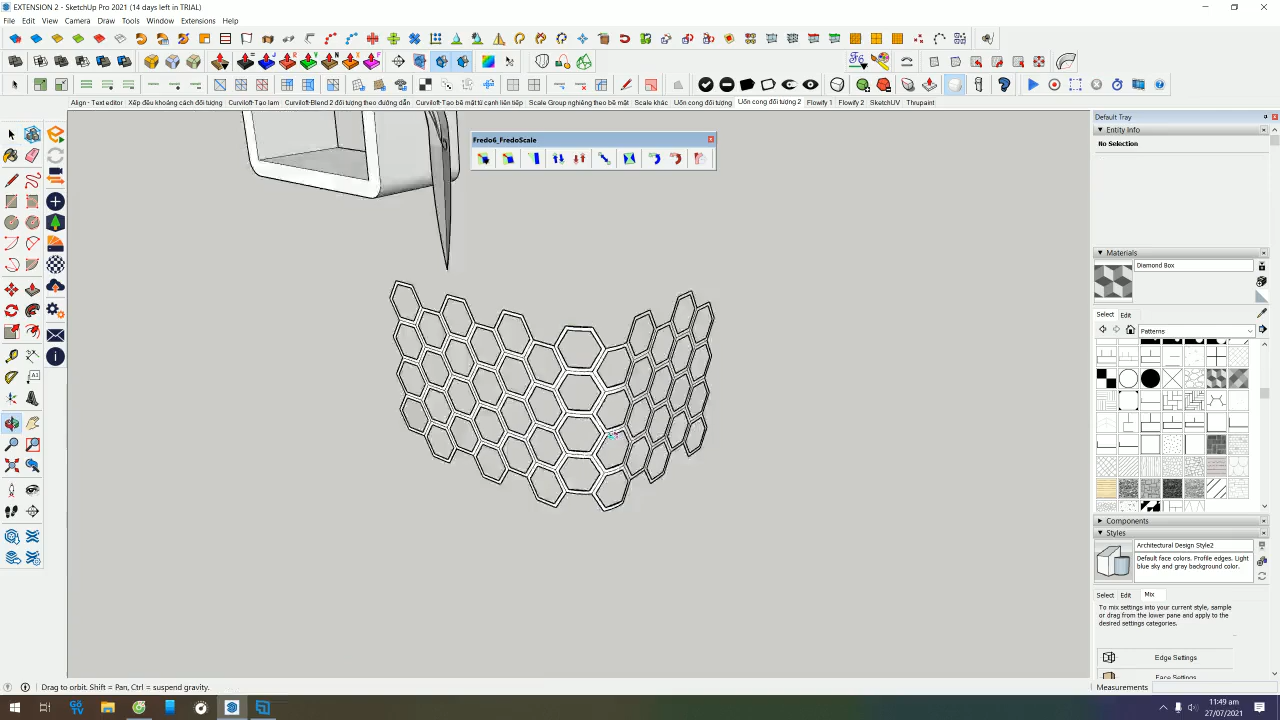 EXTENSION 2 - SketchUp Pro 2021 (14 days left in TRIAL)
File Edit View Camera Draw Tools Window Extensions Help
Align - Text editor Xếp đều khoảng cách đối tượng Curviloft-Tạo lam Curviloft-Blend 2 đối tượng theo đường dẫn Curviloft-Tạo bề mặt từ cạnh liên tiếp Scale Group nghiêng theo bề mặt Scale khác Uốn cong đối tượng Uốn cong đối tượng 2 Flowify 1 Flowify 2 SketchUV Thrupaint
Default Tray
Entity Info
No Selection
Fredo6_FredoScale
Materials
Diamond Box
Select Edit
Patterns
Components
Styles
Architectural Design Style2
Default face colors. Profile edges. Light
blue sky and gray background color.
Select Edit Mix
To mix settings into your current style, sample
or drag from the lower pane and apply to the
desired settings categories.
Edge Settings
Face Settings
Drag to orbit. Shift = Pan, Ctrl = suspend gravity.
Measurements
11:49 am
27/07/2021